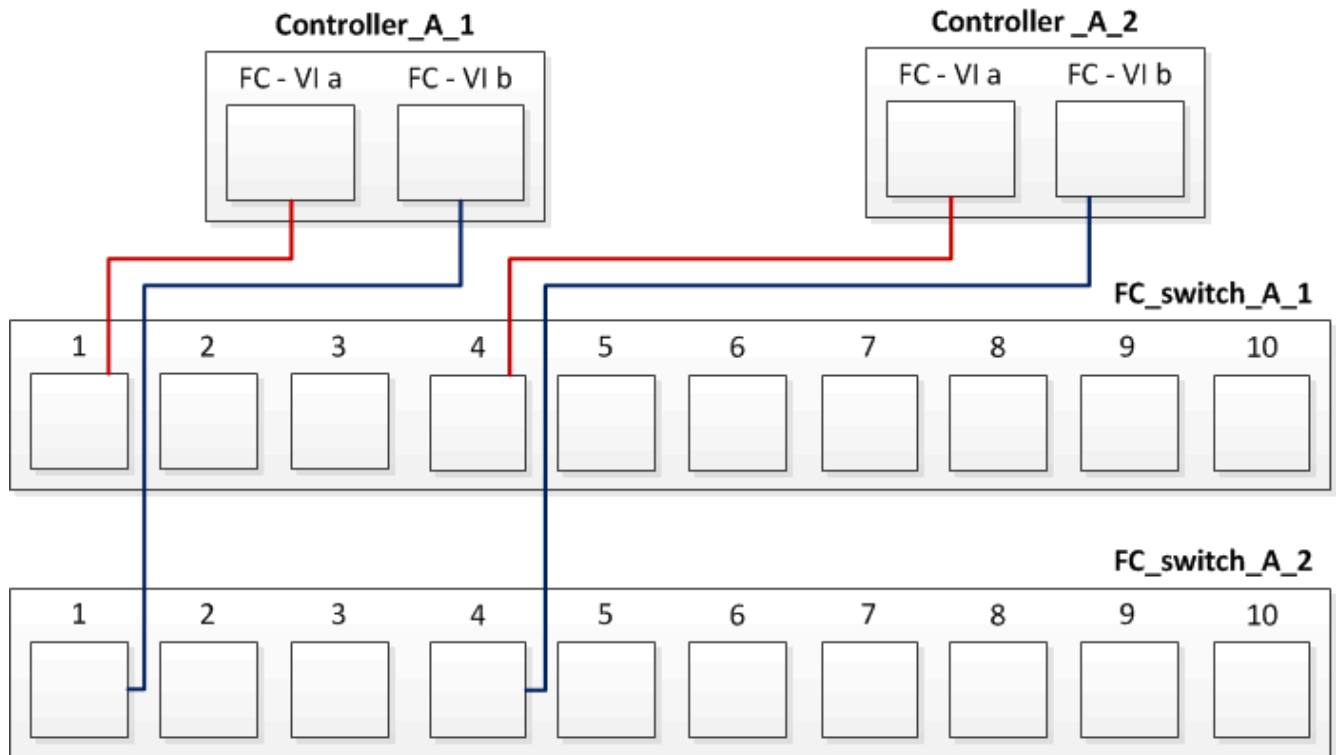 Controller_A_1
Controller _A_2
FC - VI a
FC - VI b
FC - VI a
FC - VI b
FC_switch_A_1
1 2 3 4 5 6 7 8 9 10
FC_switch_A_2
1 2 3 4 5 6 7 8 9 10